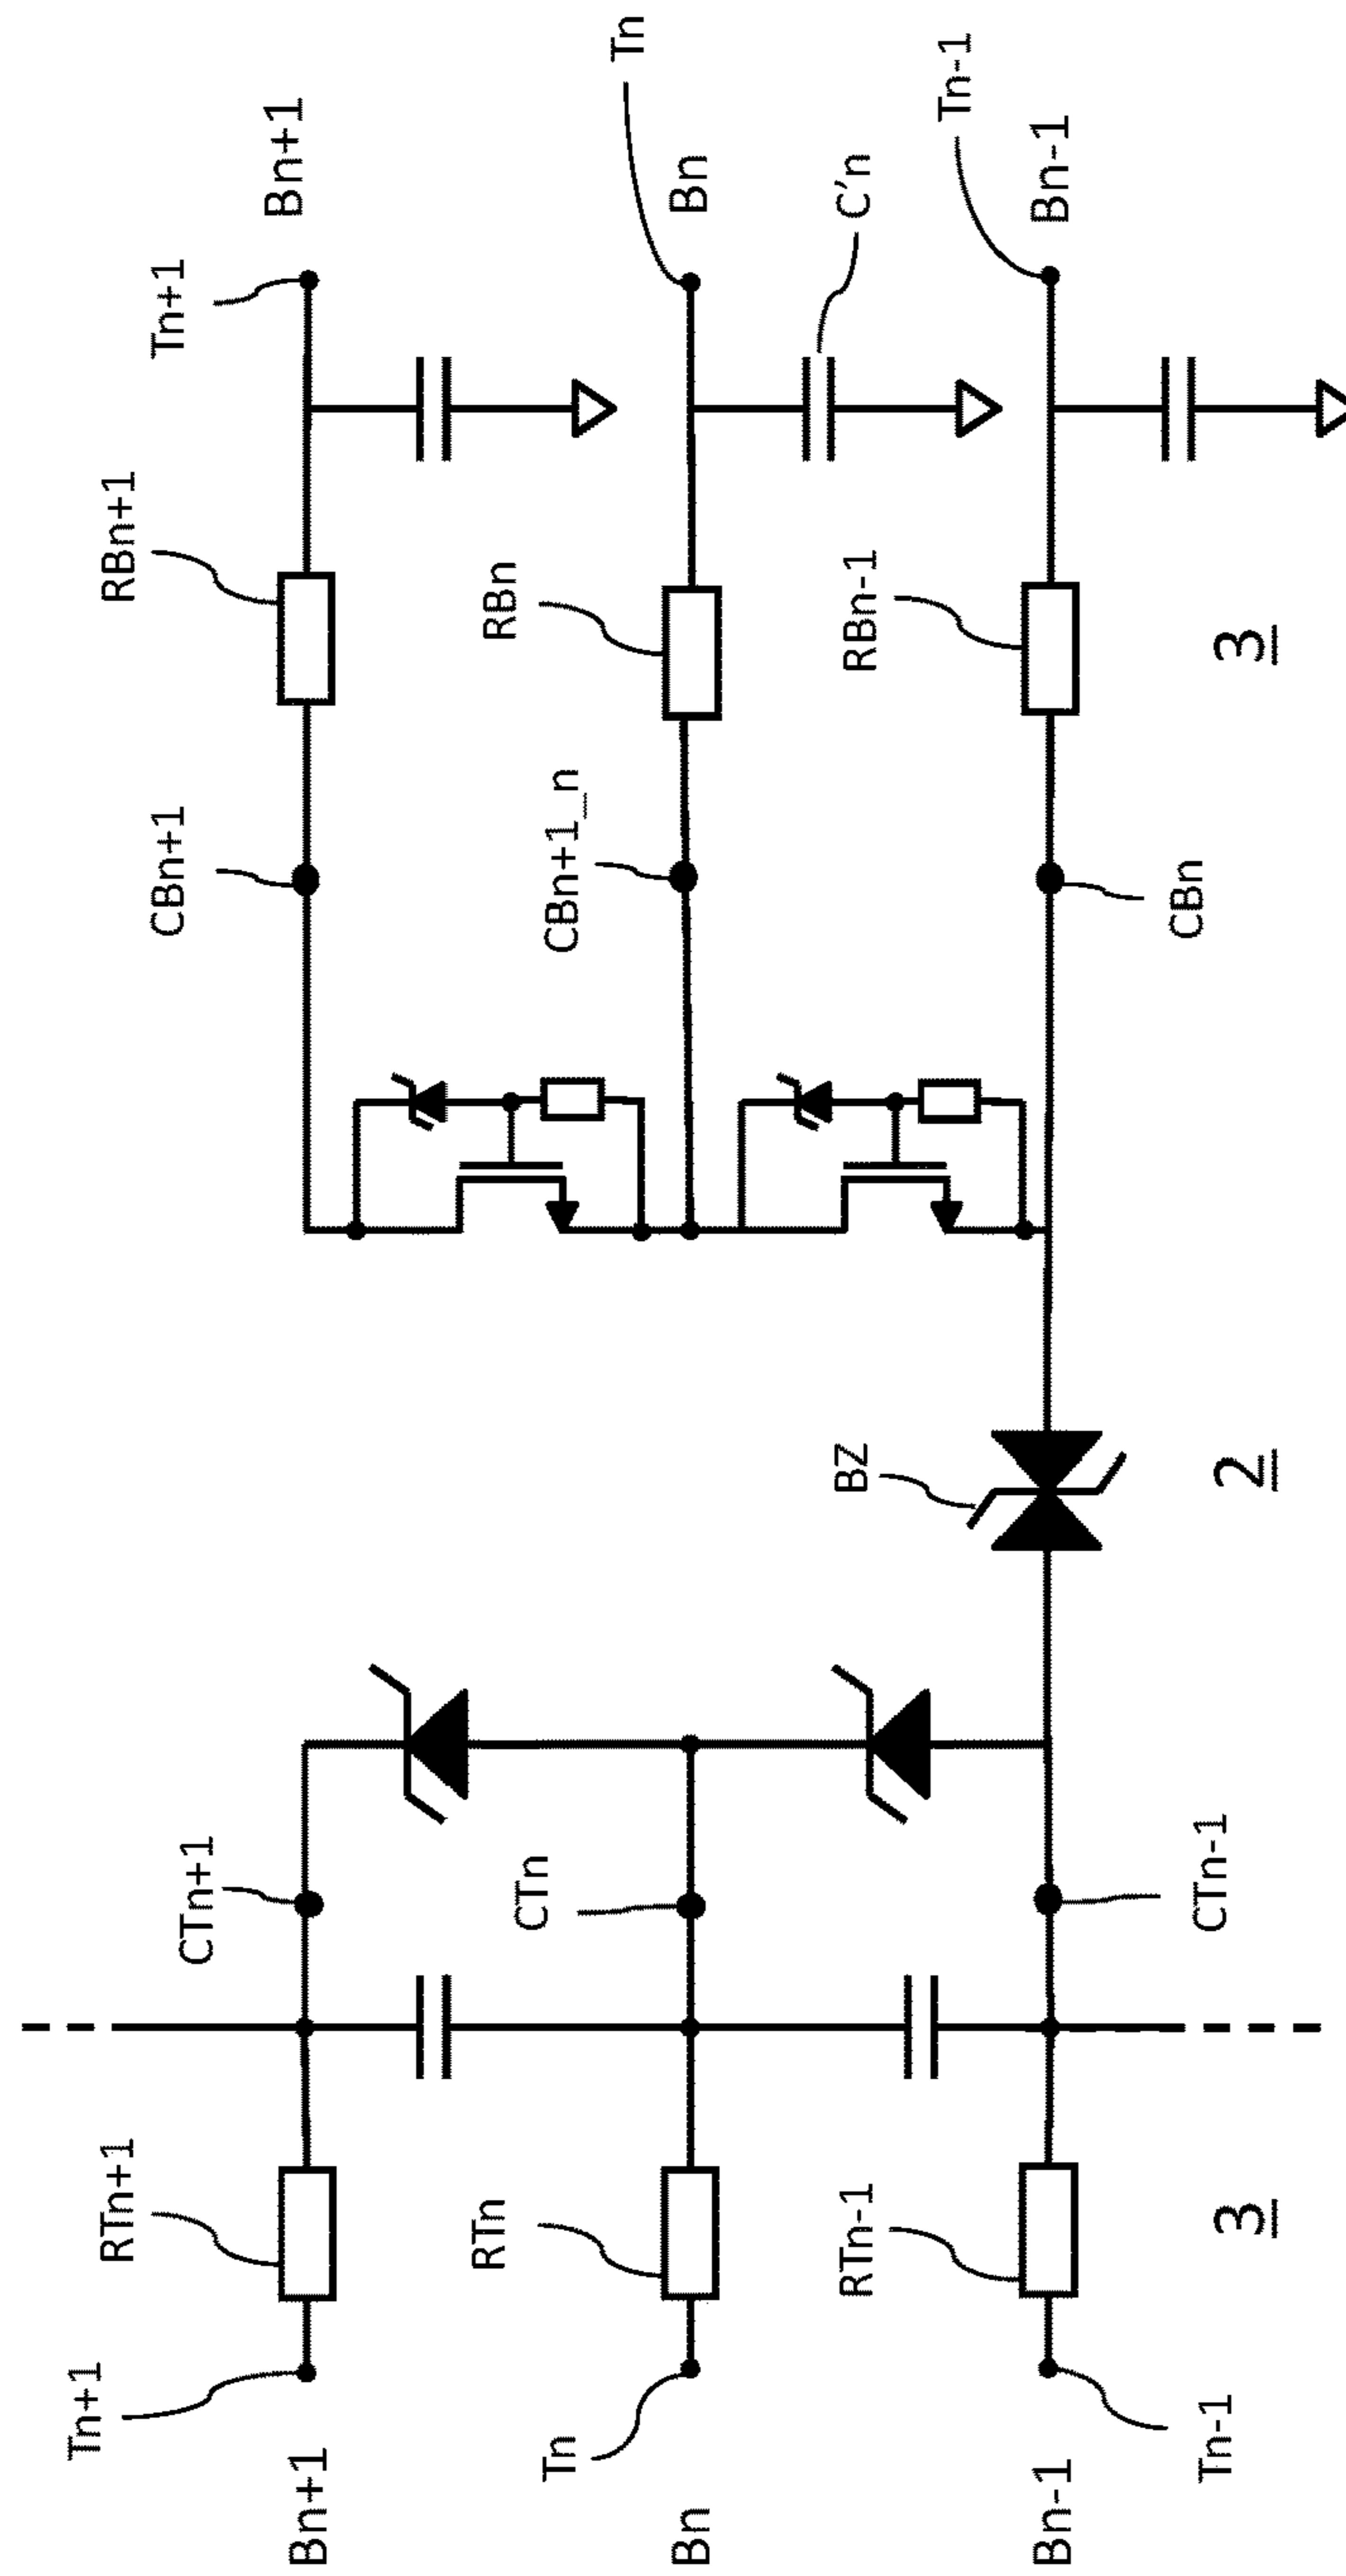 Tn+1
RTn+1
RBn+1
CTn+1
CBn+1
Tn+1
Bn+1
Bn+1
RTn
RBn
CTn
Tn
CBn+1_n
Tn
Bn
Bn
RTn-1
BZ
RBn-1
C'n
Tn-1
Bn-1
Bn-1
Tn-1
CTn-1
CBn
3
2
3